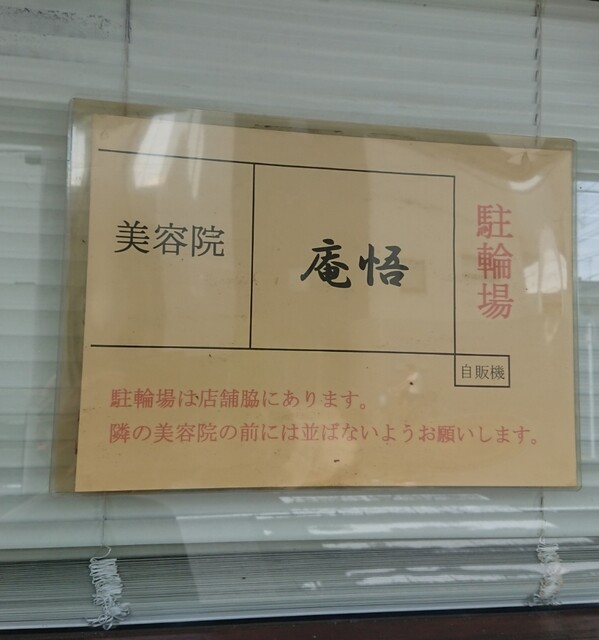 美容院
庵悟
駐輪場
自販機
駐輪場は店舗脇にあります。
隣の美容院の前には並ばないようお願いします。